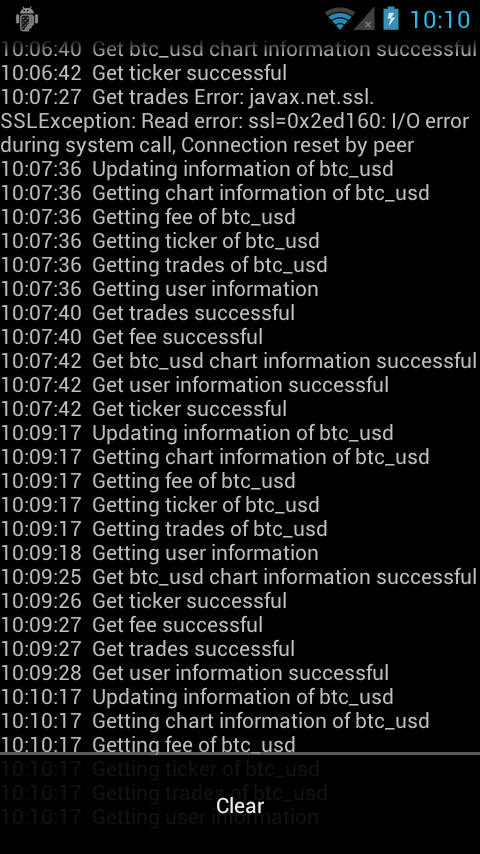 10:10
10:06:40 Get btc_usd chart information successful
10:06:42 Get ticker successful
10:07:27 Get trades Error: javax.net.ssl.
SSLException: Read error: ssl=0x2ed160: I/O error
during system call, Connection reset by peer
10:07:36 Updating information of btc_usd
10:07:36 Getting chart information of btc_usd
10:07:36 Getting fee of btc_usd
10:07:36 Getting ticker of btc_usd
10:07:36 Getting trades of btc_usd
10:07:36 Getting user information
10:07:40 Get trades successful
10:07:40 Get fee successful
10:07:42 Get btc_usd chart information successful
10:07:42 Get user information successful
10:07:42 Get ticker successful
10:09:17 Updating information of btc_usd
10:09:17 Getting chart information of btc_usd
10:09:17 Getting fee of btc_usd
10:09:17 Getting ticker of btc_usd
10:09:17 Getting trades of btc_usd
10:09:18 Getting user information
10:09:25 Get btc_usd chart information successful
10:09:26 Get ticker successful
10:09:27 Get fee successful
10:09:27 Get trades successful
10:09:28 Get user information successful
10:10:17 Updating information of btc_usd
10:10:17 Getting chart information of btc_usd
10:10:17 Getting fee of btc_usd
10:10:17 Getting ticker of btc_usd
10:10:17 Getting trades of btc_usd
Clear
10:10:17 Getting user information